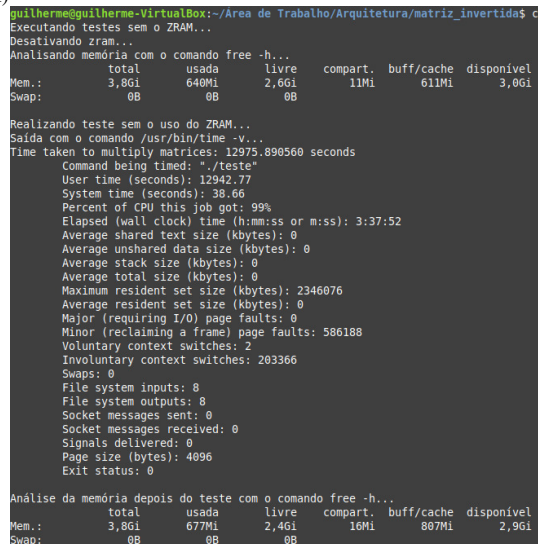 guilherme@guilherme-VirtualBox:~/Área de Trabalho/Arquitetura/matriz_invertida$ c
Executando testes sem o ZRAM...
Desativando zram...
Analisando memória com o comando free -h...
total usada livre compart. buff/cache disponível
Mem.: 3,8Gi 640Mi 2,6Gi 11Mi 611Mi 3,0Gi
Swap: 0B 0B 0B
Realizando teste sem o uso do ZRAM...
Saída com o comando /usr/bin/time -v...
Time taken to multiply matrices: 12975.890560 seconds
Command being timed: "./teste"
User time (seconds): 12942.77
System time (seconds): 38.66
Percent of CPU this job got: 99%
Elapsed (wall clock) time (h:mm:ss or m:ss): 3:37:52
Average shared text size (kbytes): 0
Average unshared data size (kbytes): 0
Average stack size (kbytes): 0
Average total size (kbytes): 0
Maximum resident set size (kbytes): 2346076
Average resident set size (kbytes): 0
Major (requiring I/O) page faults: 0
Minor (reclaiming a frame) page faults: 586188
Voluntary context switches: 2
Involuntary context switches: 203366
Swaps: 0
File system inputs: 8
File system outputs: 8
Socket messages sent: 0
Socket messages received: 0
Signals delivered: 0
Page size (bytes): 4096
Exit status: 0
Análise da memória depois do teste com o comando free -h...
total usada livre compart. buff/cache disponível
Mem.: 3,8Gi 677Mi 2,4Gi 16Mi 807Mi 2,9Gi
Swap: 0B 0B 0B